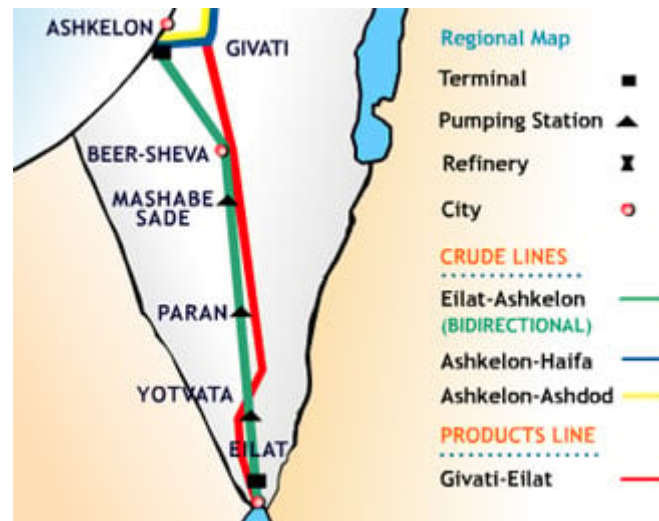 ASHKELON
GIVATI
BEER-SHEVA
MASHABE
SADE
PARAN
YOTVATA
EILAT
Regional Map
Terminal
Pumping Station
Refinery
City
CRUDE LINES
Eilat-Ashkelon
(BIDIRECTIONAL)
Ashkelon-Haifa
Ashkelon-Ashdod
PRODUCTS LINE
Givati-Eilat